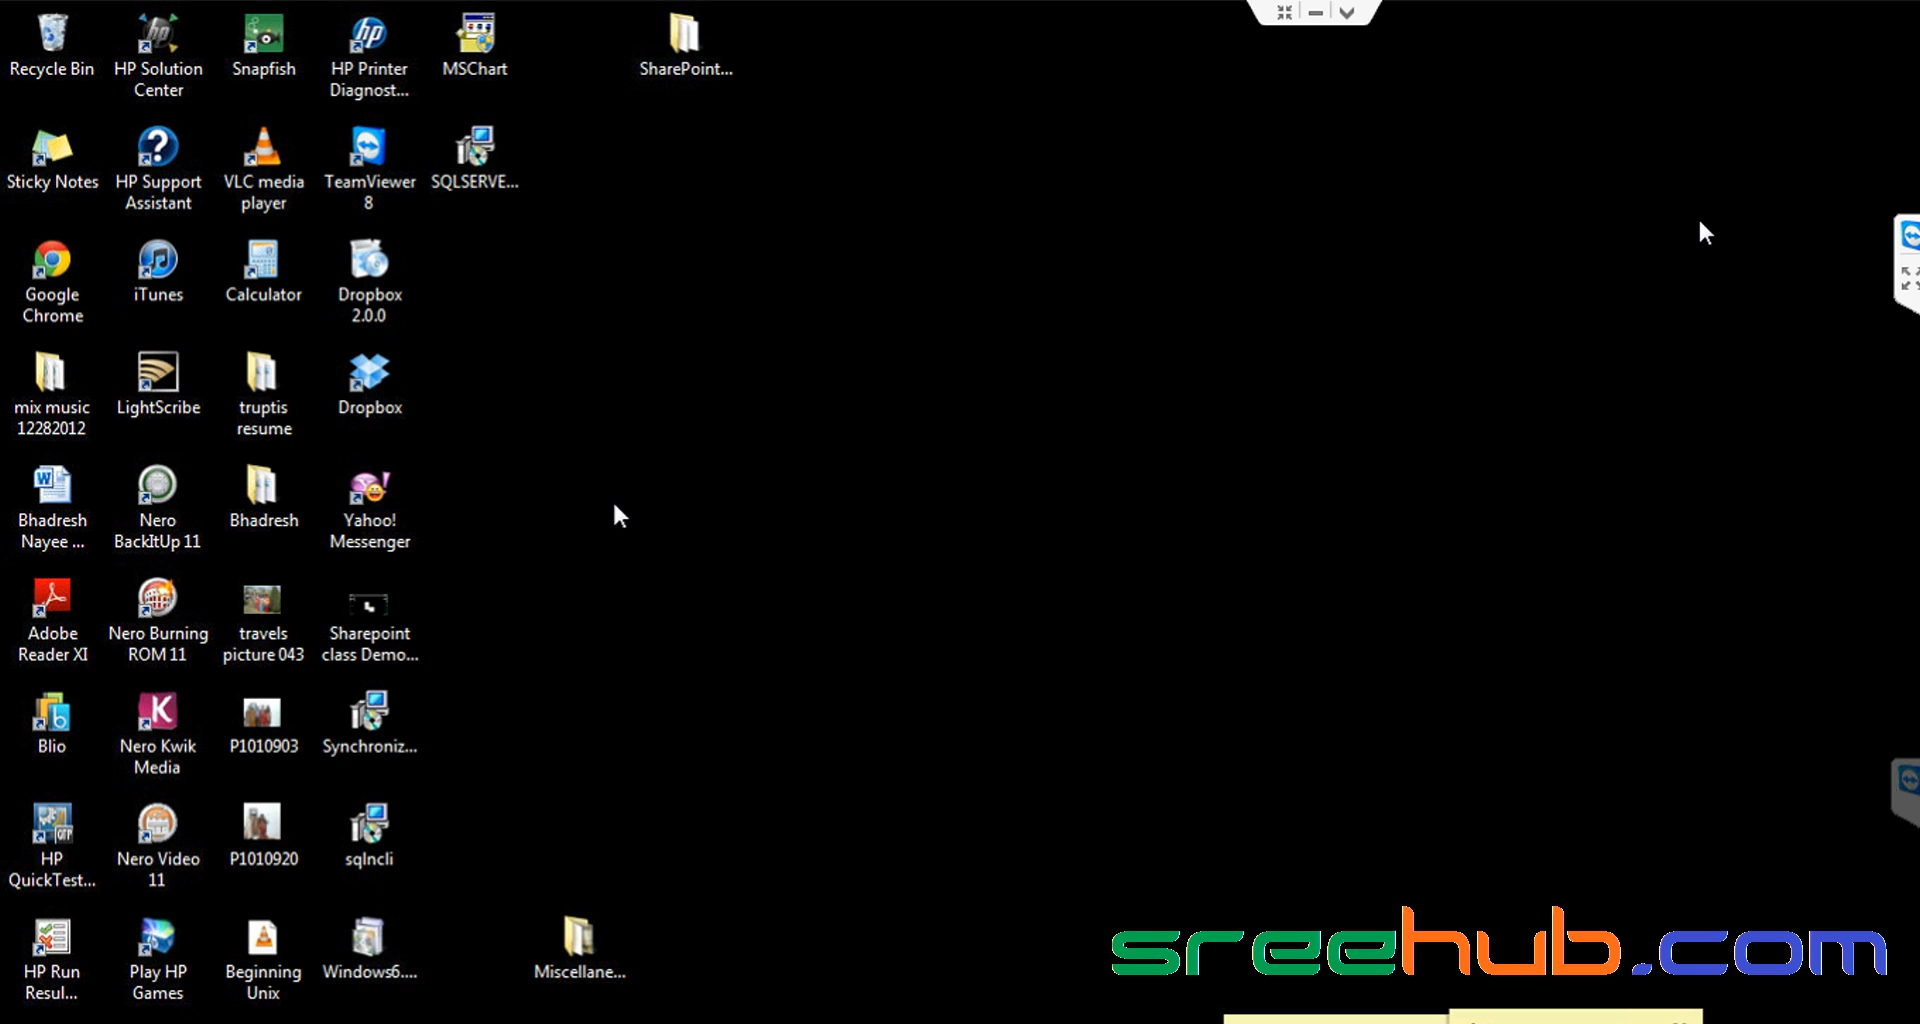 Recycle Bin
HP Solution
Center
Snapfish
HP Printer
Diagnost...
MSChart
SharePoint...
Sticky Notes
HP Support
Assistant
VLC media
player
TeamViewer
8
SQLSERVE...
Google
Chrome
iTunes
Calculator
Dropbox
2.0.0
mix music
12282012
LightScribe
truptis
resume
Dropbox
Bhadresh
Nayee ...
Nero
BackItUp 11
Bhadresh
Yahoo!
Messenger
Adobe
Reader XI
Nero Burning
ROM 11
travels
picture 043
Sharepoint
class Demo...
Blio
Nero Kwik
Media
P1010903
Synchroniz...
HP
QuickTest...
Nero Video
11
P1010920
sqlncli
HP Run
Resul...
Play HP
Games
Beginning
Unix
Windows6....
Miscellane...
sreehub.com